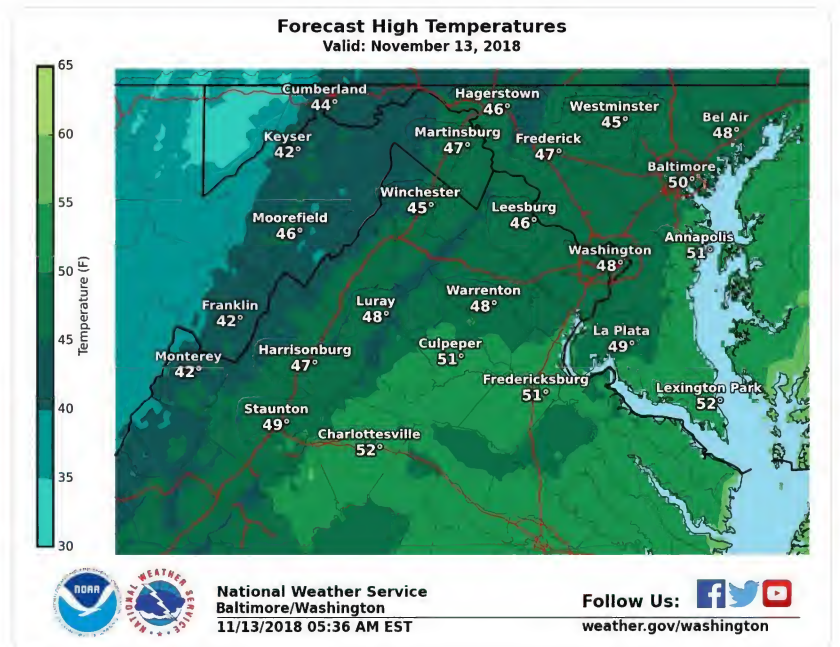 Forecast High Temperatures
Valid: November 13, 2018
65
60
55
50
45
40
35
30
Temperature (F)
Cumberland
44°
Hagerstown
46°
Westminster
45°
Bel Air
48°
Keyser
42°
Martinsburg
47°
Frederick
47°
Baltimore
50°
Winchester
45°
Leesburg
46°
Moorefield
46°
Annapolis
51°
Washington
48°
Franklin
42°
Luray
48°
Warrenton
48°
La Plata
49°
Monterey
42°
Harrisonburg
47°
Culpeper
51°
Fredericksburg
51°
Lexington Park
52°
Staunton
49°
Charlottesville
52°
NOAA
NATIONAL WEATHER SERVICE
National Weather Service
Baltimore/Washington
11/13/2018 05:36 AM EST
Follow Us:
weather.gov/washington